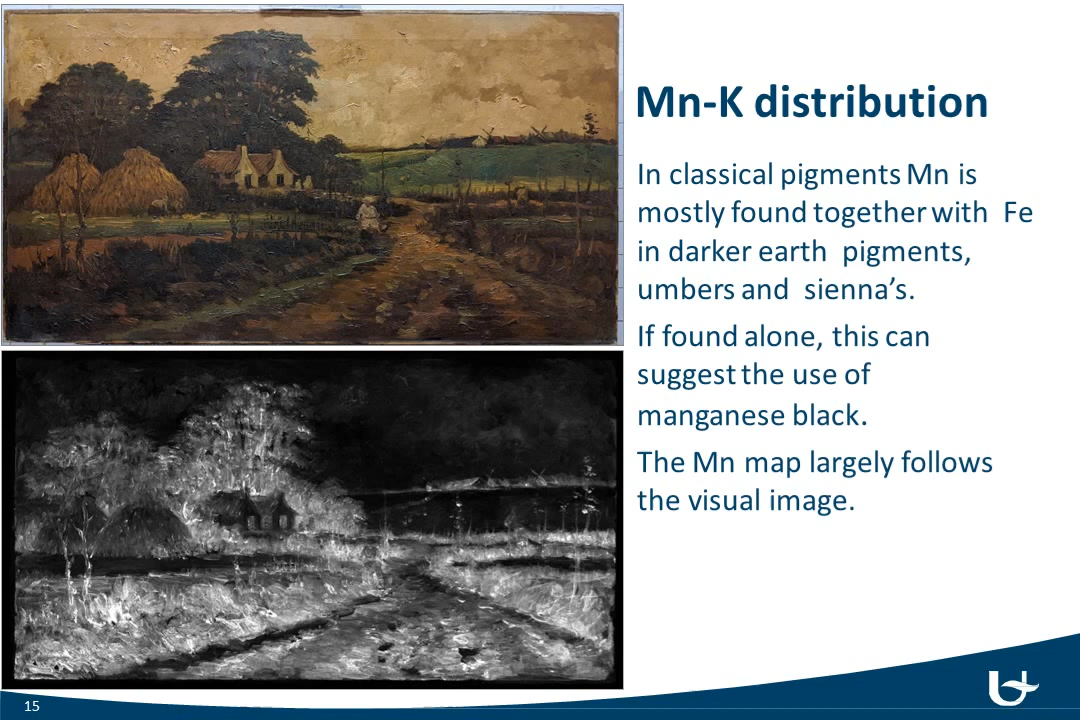 Mn-K distribution
In classical pigments Mn is
mostly found together with Fe
in darker earth pigments,
umbers and sienna’s.
If found alone, this can
suggest the use of
manganese black.
The Mn map largely follows
the visual image.
15